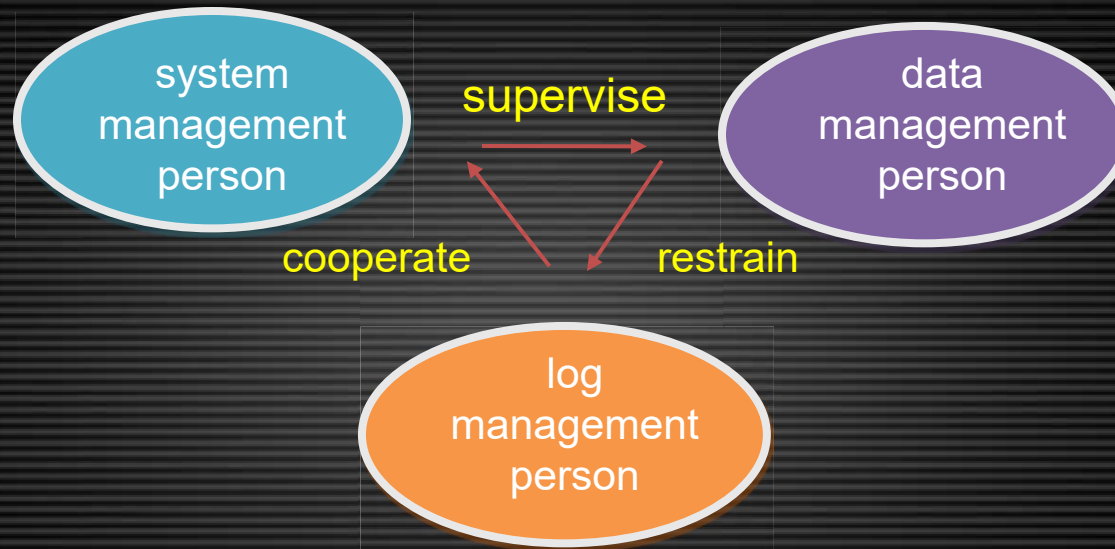 system
management
person
supervise
data
management
person
cooperate
restrain
log
management
person